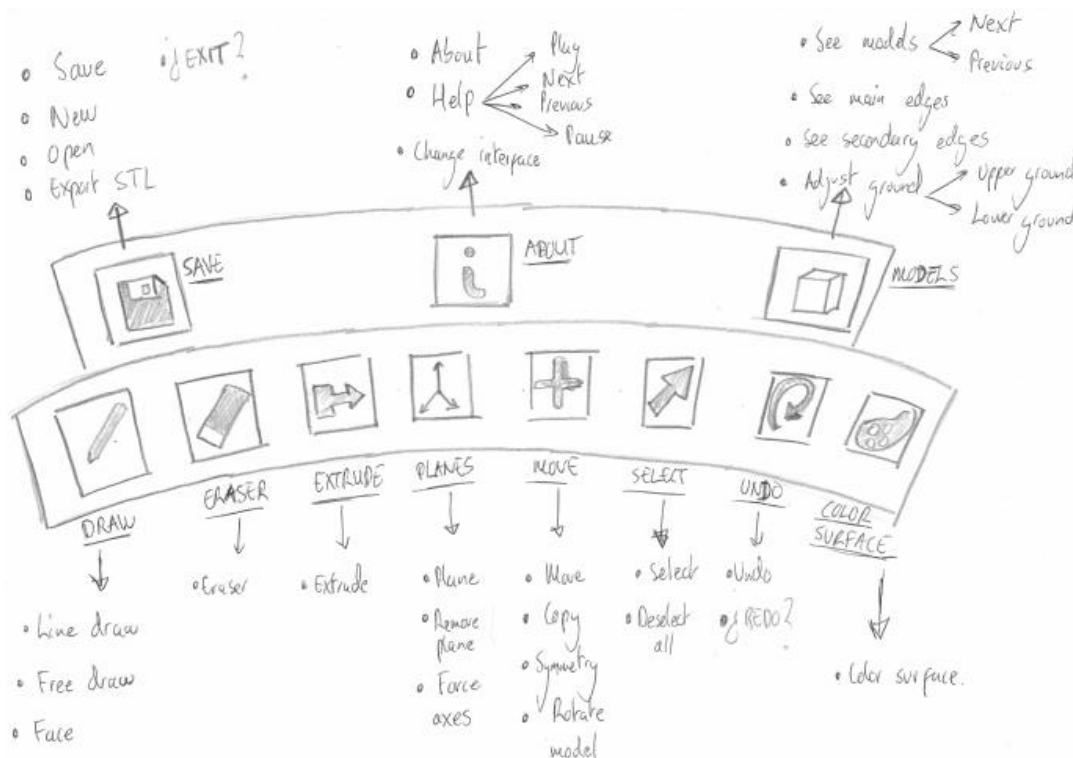 Save
¿EXIT?
New
Open
Export STL
About
Help
Play
Next
Previous
Pause
Change interface
See models
Next
Previous
See main edges
See secondary edges
Adjust ground
Upper ground
Lower ground
SAVE
ABOUT
MODELS
DRAW
ERASER
EXTRUDE
PLANES
MOVE
SELECT
UNDO
COLOR
SURFACE
Line draw
Free draw
Face
Eraser
Extrude
Plane
Remove
plane
Force
axes
Move
Copy
Symmetry
Rotate
model
Select
Deselect
all
Undo
¿REDO?
Color surface.